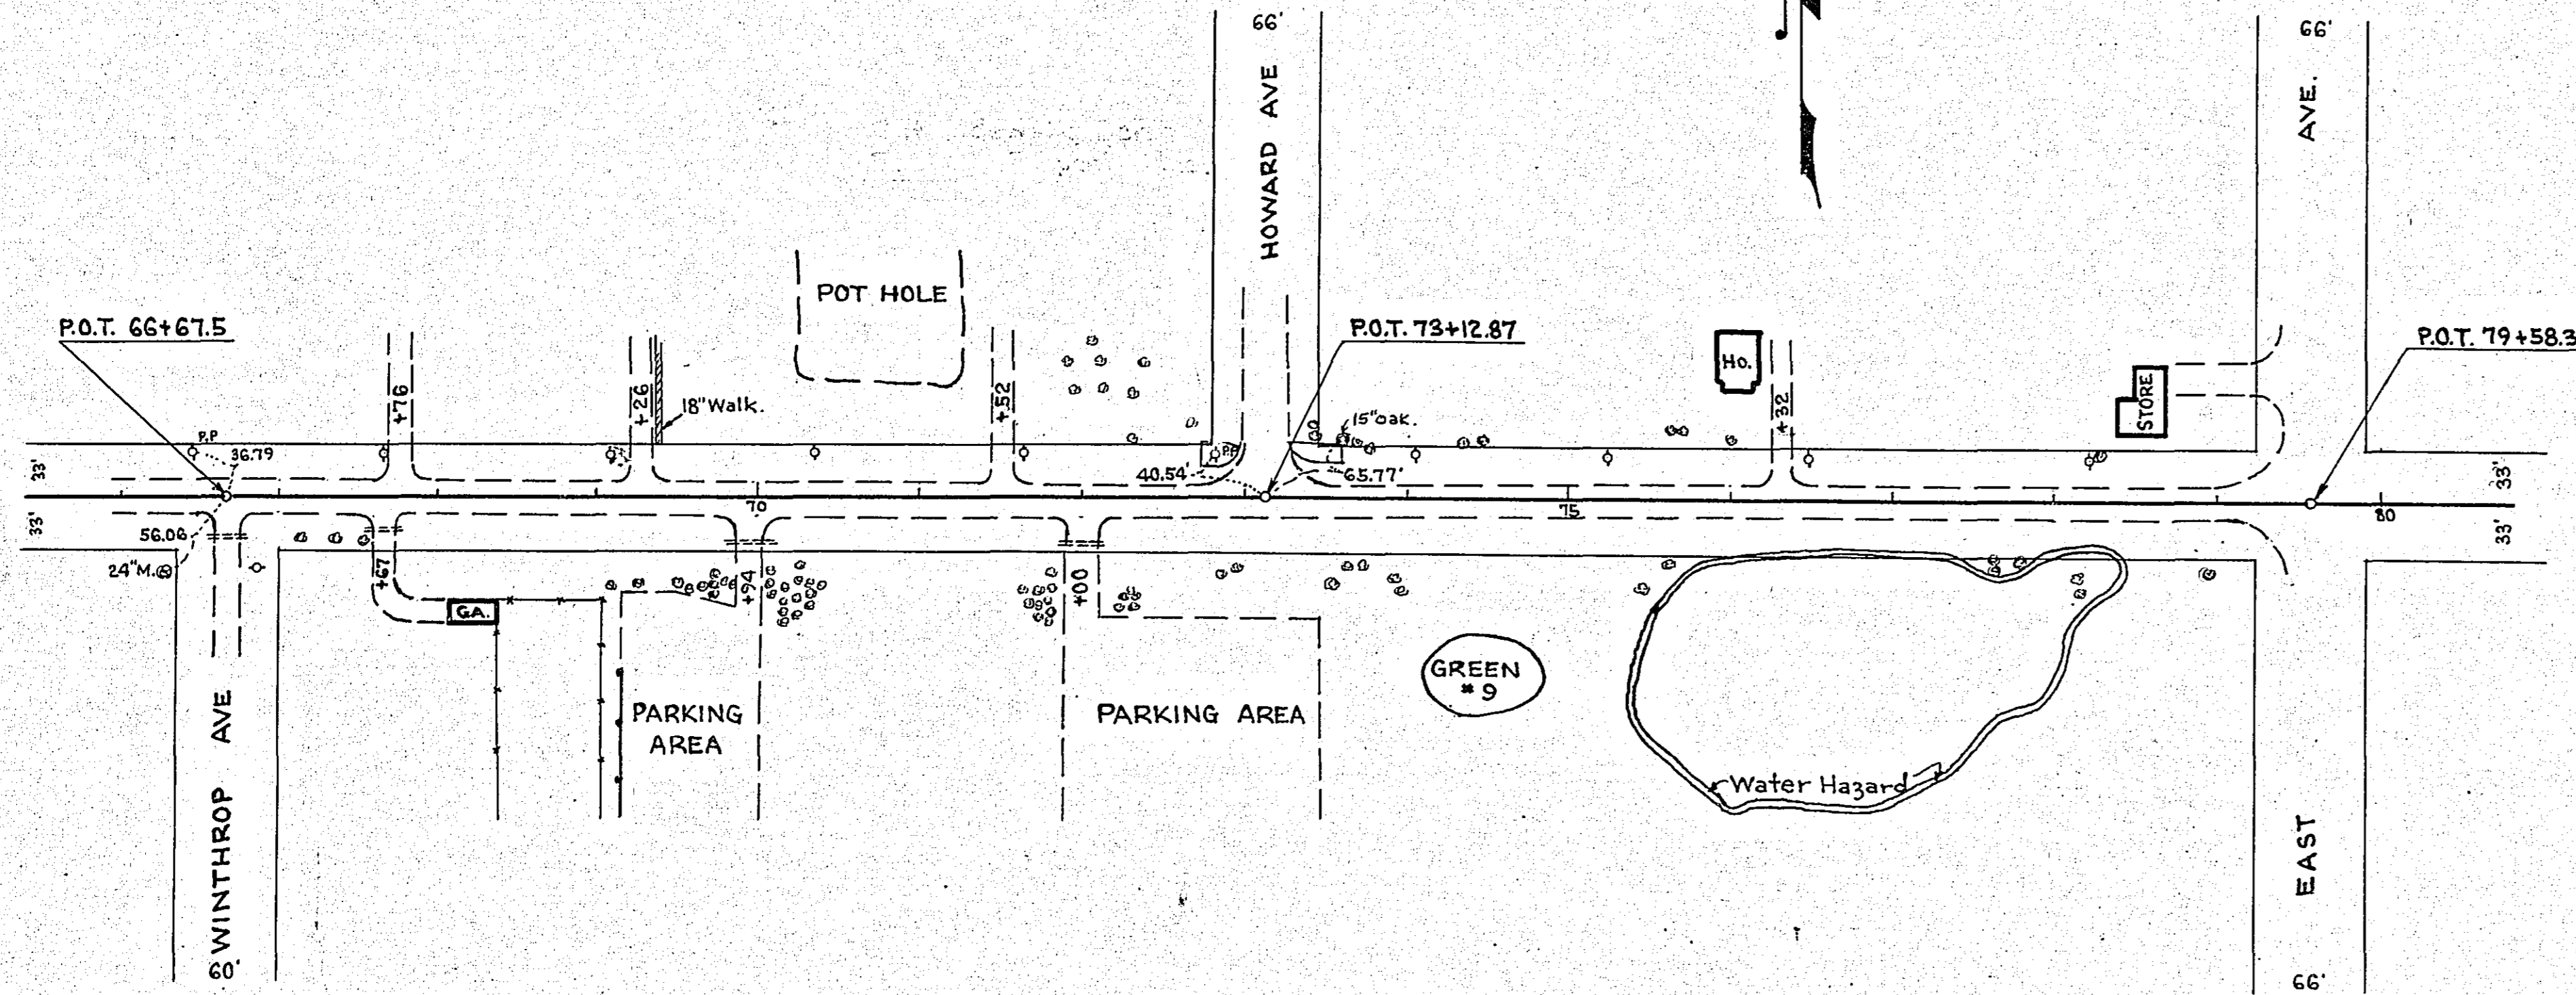 66'
HOWARD AVE
66'
AVE.
P.O.T. 66+67.5
POT HOLE
P.O.T. 73+12.87
P.O.T. 79+58.3
+76
+26
18" Walk.
+52
15" oak.
HO.
+32
STORE
P.P
36.79
P.P.
40.54'
65.77'
33'
33'
33'
33'
70
75
80
56.06
24" M.
+67
+94
+00
GA.
PARKING
AREA
PARKING AREA
GREEN
# 9
Water Hazard
WINTHROP AVE
60'
EAST
66'